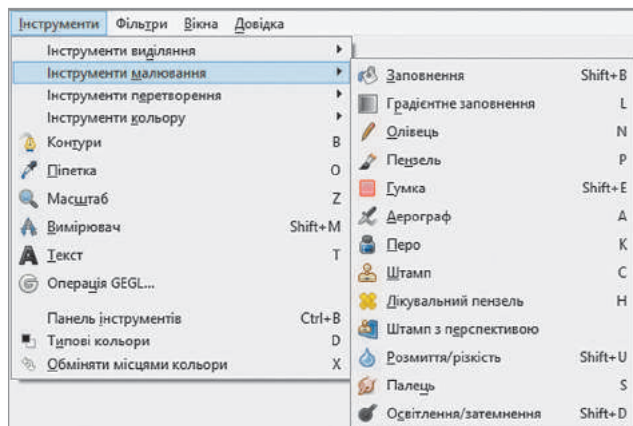 Інструменти Фільтри Вікна Довідка
Інструменти виділяння
Інструменти малювання
Інструменти перетворення
Інструменти кольору
Контури B
Піпетка O
Масштаб Z
Вимірювач Shift+M
Текст T
Операція GEGL...
Панель інструментів Ctrl+B
Типові кольори D
Обміняти місцями кольори X
Заповнення Shift+B
Градієнтне заповнення L
Олівець N
Пензель P
Гумка Shift+E
Аерограф A
Перо K
Штамп C
Лікувальний пензель H
Штамп з перспективою
Розмиття/різкість Shift+U
Палець S
Освітлення/затемнення Shift+D